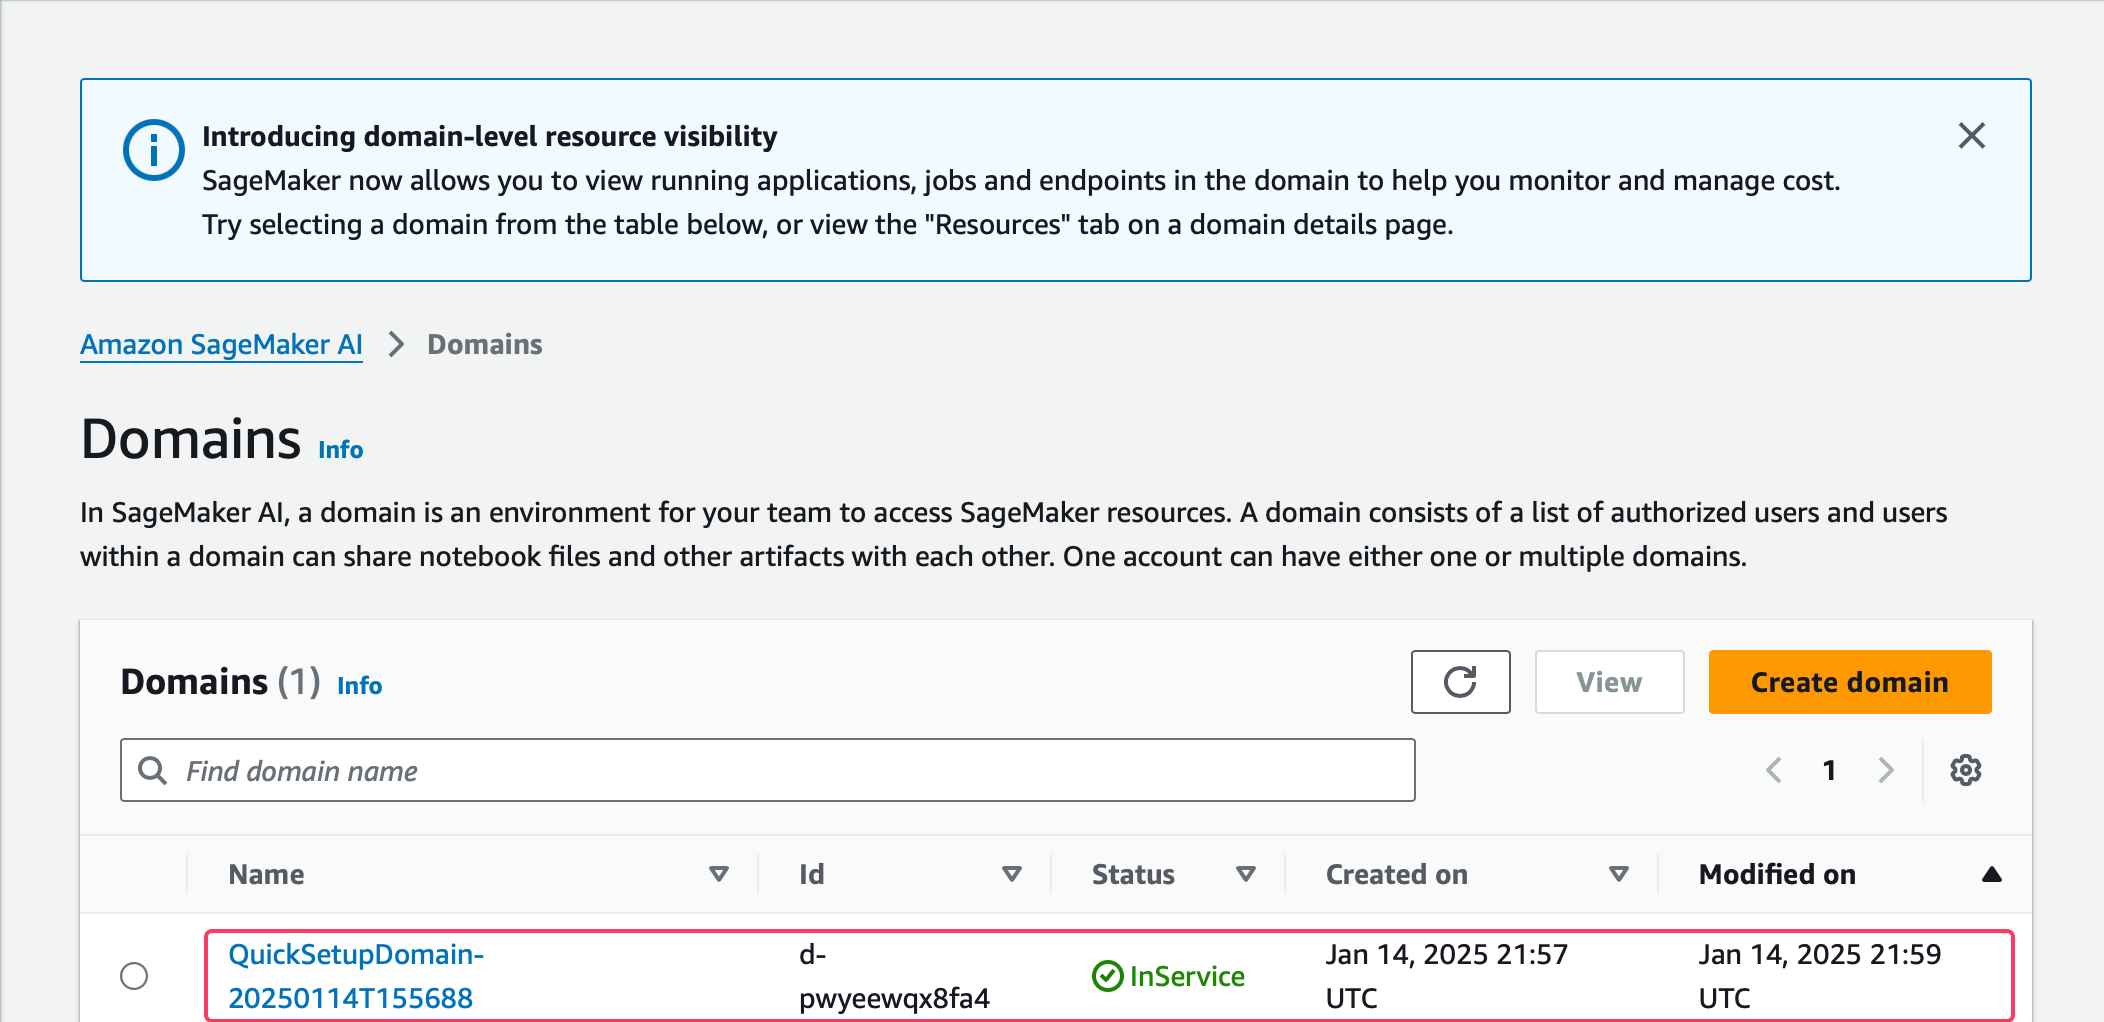 Introducing domain-level resource visibility
SageMaker now allows you to view running applications, jobs and endpoints in the domain to help you monitor and manage cost.
Try selecting a domain from the table below, or view the "Resources" tab on a domain details page.
Amazon SageMaker AI > Domains
Domains Info
In SageMaker AI, a domain is an environment for your team to access SageMaker resources. A domain consists of a list of authorized users and users
within a domain can share notebook files and other artifacts with each other. One account can have either one or multiple domains.
Domains (1) Info View Create domain
Find domain name 1
Name Id Status Created on Modified on
QuickSetupDomain- d- InService Jan 14, 2025 21:57 Jan 14, 2025 21:59
20250114T155688 pwyeewqx8fa4 UTC UTC